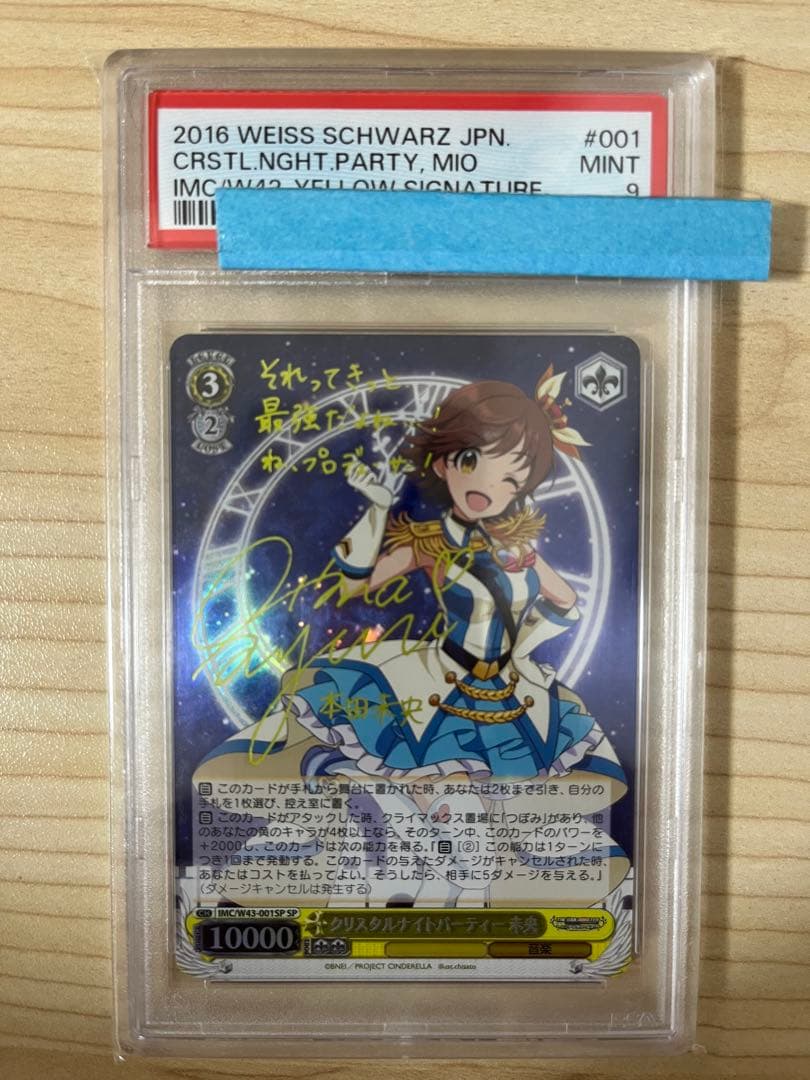 2016 WEISS SCHWARZ JPN. #001
CRSTL.NGHT.PARTY, MIO MINT
IMC/W43 YELLOW SIGNATURE 9
3
2
COST
それってきっと
最強だよね…!
ね、プロデューサー!
本田未央
自 このカードが手札から舞台に置かれた時、あなたは2枚まで引き、自分の
手札を1枚選び、控え室に置く。
自 このカードがアタックした時、クライマックス置場に「つぼみ」があり、他
のあなたの黄のキャラが4枚以上なら、そのターン中、このカードのパワーを
+2000し、このカードは次の能力を得る。『自 [②] この能力は1ターンに
つき1回まで発動する。このカードの与えたダメージがキャンセルされた時、
あなたはコストを払ってよい。そうしたら、相手に5ダメージを与える。』
(ダメージキャンセルは発生する)
CH IMC/W43-001SP SP クリスタルナイトパーティー 未央
10000 音楽
©BNEI/PROJECT CINDERELLA illust.chisato